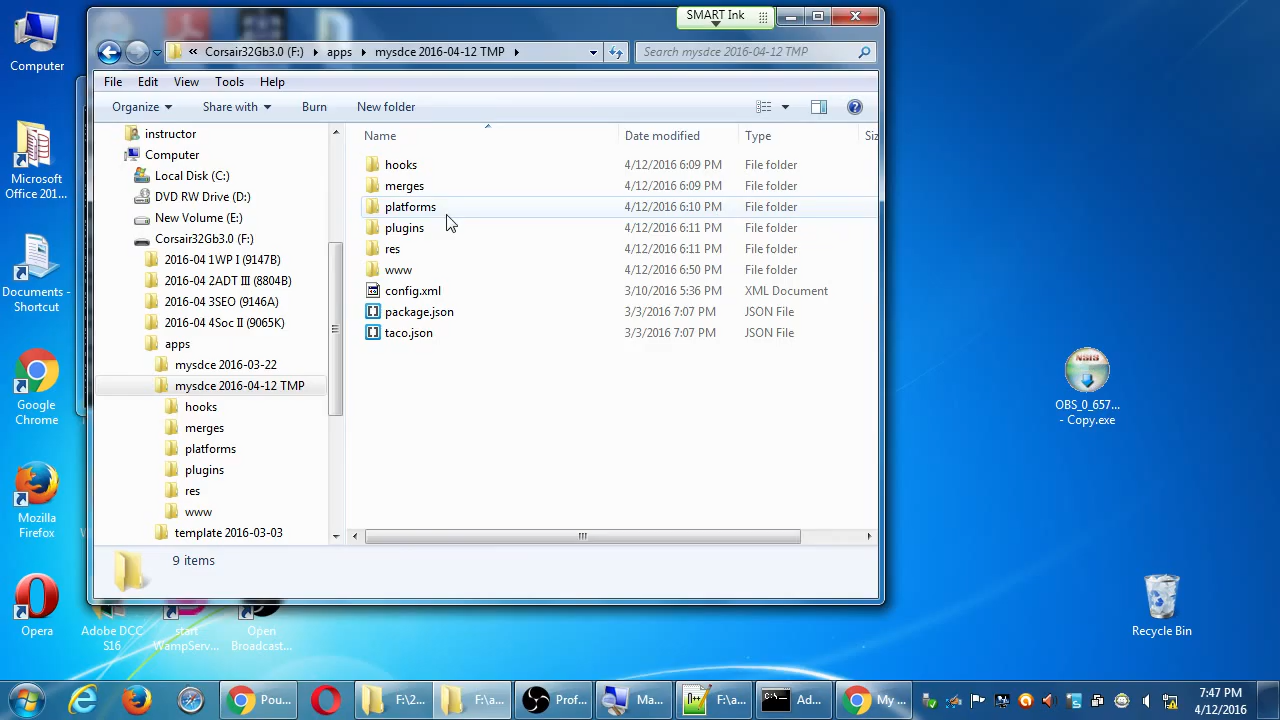 SMART Ink
Computer
Microsoft
Office 201...
Documents -
Shortcut
Google
Chrome
Mozilla
Firefox
Opera
Adobe DCC
S16
start
WampServ...
Open
Broadcast...
« Corsair32Gb3.0 (F:) apps mysdce 2016-04-12 TMP
Search mysdce 2016-04-12 TMP
File Edit View Tools Help
Organize Share with Burn New folder
instructor
Computer
Local Disk (C:)
DVD RW Drive (D:)
New Volume (E:)
Corsair32Gb3.0 (F:)
2016-04 1WP I (9147B)
2016-04 2ADT III (8804B)
2016-04 3SEO (9146A)
2016-04 4Soc II (9065K)
apps
mysdce 2016-03-22
mysdce 2016-04-12 TMP
hooks
merges
platforms
plugins
res
www
template 2016-03-03
Name Date modified Type Siz
hooks 4/12/2016 6:09 PM File folder
merges 4/12/2016 6:09 PM File folder
platforms 4/12/2016 6:10 PM File folder
plugins 4/12/2016 6:11 PM File folder
res 4/12/2016 6:11 PM File folder
www 4/12/2016 6:50 PM File folder
config.xml 3/10/2016 5:36 PM XML Document
package.json 3/3/2016 7:07 PM JSON File
taco.json 3/3/2016 7:07 PM JSON File
9 items
OBS_0_657...
- Copy.exe
Recycle Bin
Pou...
F:\2...
F:\a...
Prof...
Ma...
F:\a...
Ad...
My ...
7:47 PM
4/12/2016